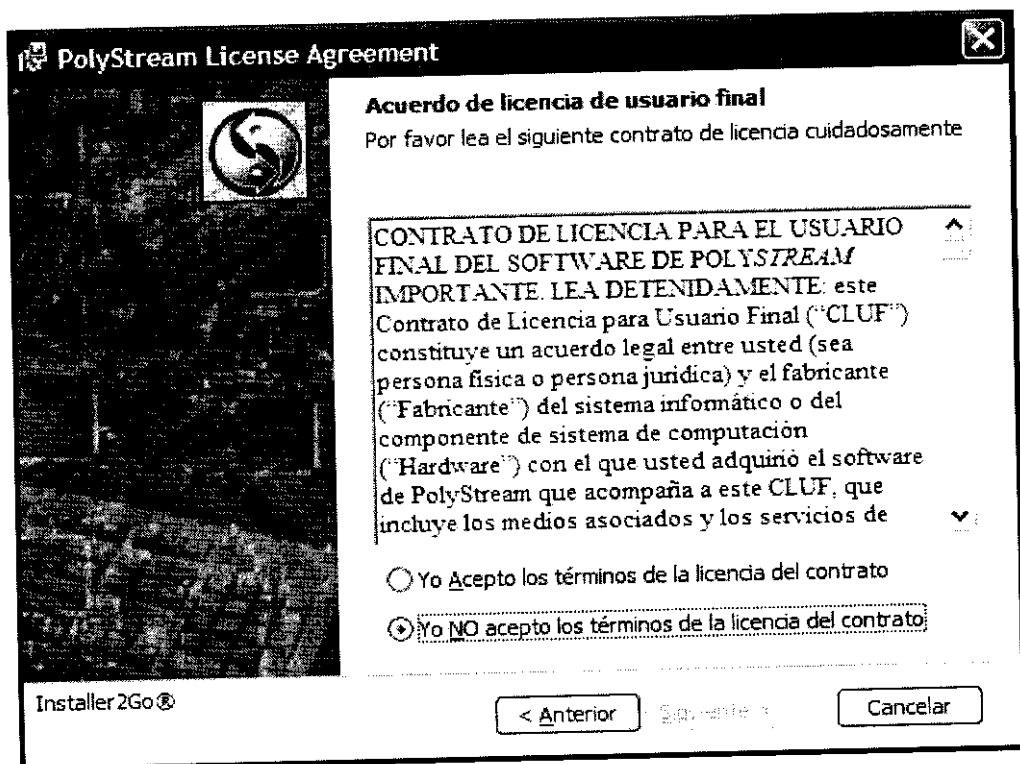 PolyStream License Agreement
Acuerdo de licencia de usuario final
Por favor lea el siguiente contrato de licencia cuidadosamente
CONTRATO DE LICENCIA PARA EL USUARIO
FINAL DEL SOFTWARE DE POLYSTREAM
IMPORTANTE. LEA DETENIDAMENTE: este
Contrato de Licencia para Usuario Final ("CLUF")
constituye un acuerdo legal entre usted (sea
persona física o persona jurídica) y el fabricante
("Fabricante") del sistema informático o del
componente de sistema de computación
("Hardware") con el que usted adquirió el software
de PolyStream que acompaña a este CLUF, que
incluye los medios asociados y los servicios de
Yo Acepto los términos de la licencia del contrato
Yo NO acepto los términos de la licencia del contrato
Installer2Go®
< Anterior
Siguiente >
Cancelar